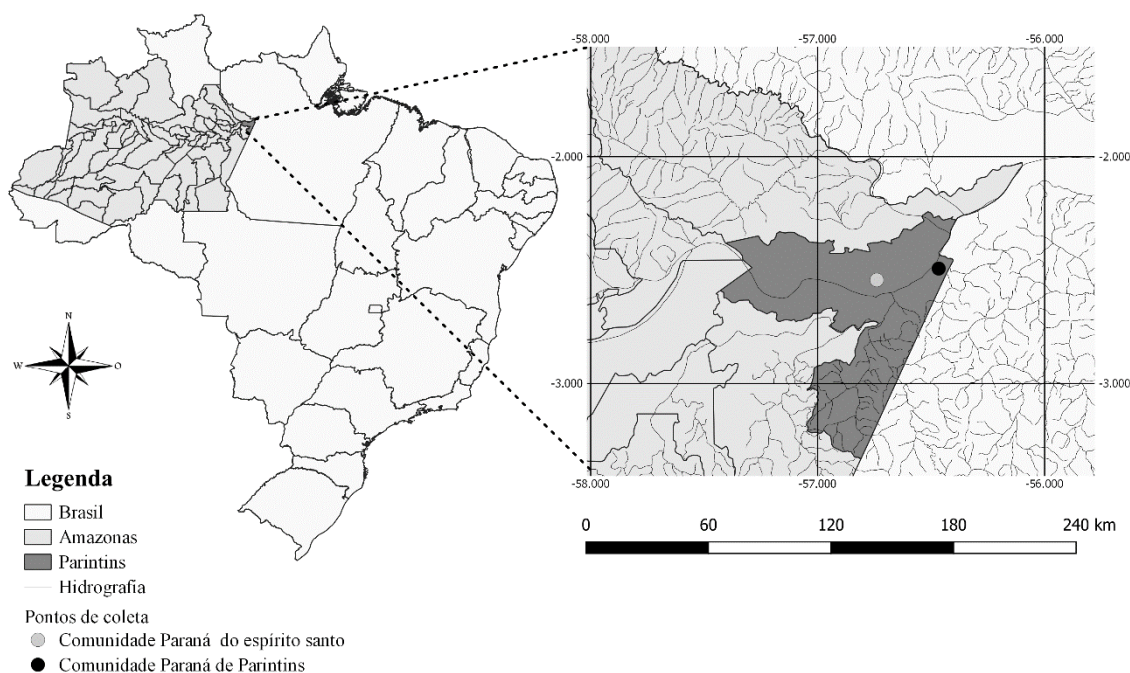 -58.000 -57.000 -56.000
-2.000 -2.000
-3.000 -3.000
-58.000 -57.000 -56.000
N
W O
S
0 60 120 180 240 km
Legenda
Brasil
Amazonas
Parintins
Hidrografia
Pontos de coleta
Comunidade Paraná do espírito santo
Comunidade Paraná de Parintins